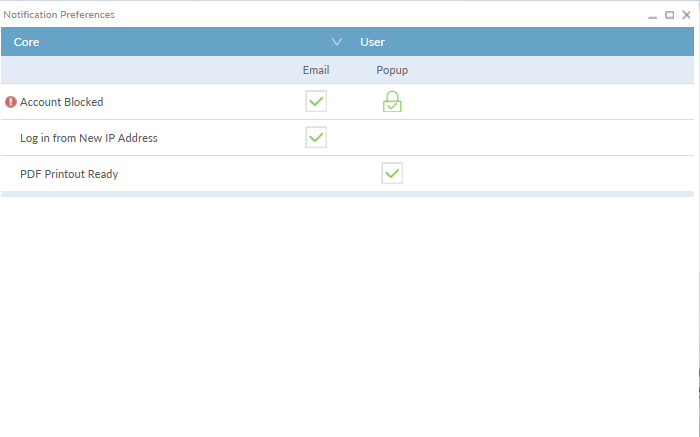 Notification Preferences
Core User
Email Popup
Account Blocked
Log in from New IP Address
PDF Printout Ready